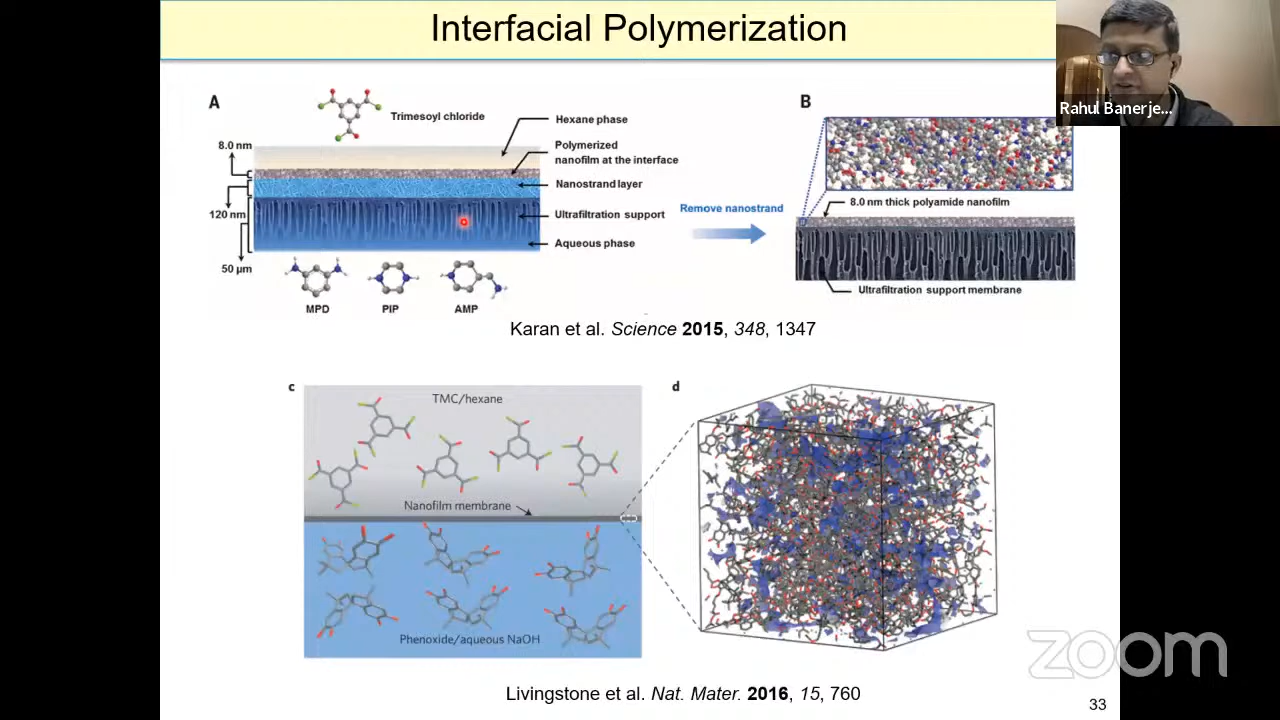 Interfacial Polymerization
Rahul Banerje...
A
Trimesoyl chloride
8.0 nm
120 nm
50 µm
Hexane phase
Polymerized
nanofilm at the interface
Nanostrand layer
Ultrafiltration support
Aqueous phase
MPD
PIP
AMP
Remove nanostrand
B
8.0 nm thick polyamide nanofilm
Ultrafiltration support membrane
Karan et al. Science 2015, 348, 1347
c
TMC/hexane
Nanofilm membrane
Phenoxide/aqueous NaOH
d
Livingstone et al. Nat. Mater. 2016, 15, 760
zoom
33